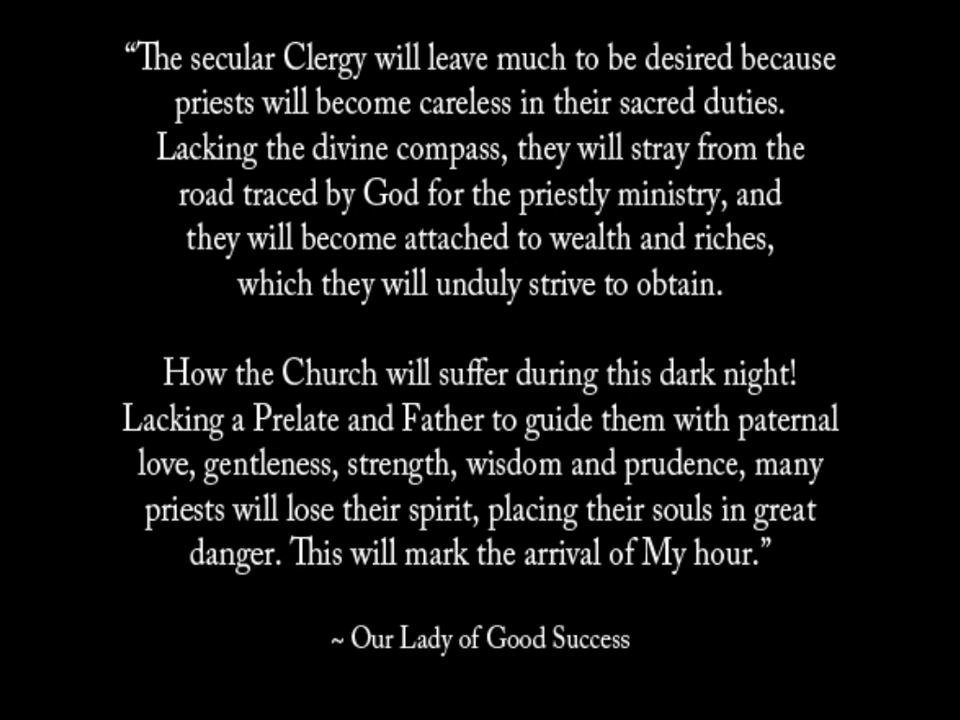 “The secular Clergy will leave much to be desired because
priests will become careless in their sacred duties.
Lacking the divine compass, they will stray from the
road traced by God for the priestly ministry, and
they will become attached to wealth and riches,
which they will unduly strive to obtain.
How the Church will suffer during this dark night!
Lacking a Prelate and Father to guide them with paternal
love, gentleness, strength, wisdom and prudence, many
priests will lose their spirit, placing their souls in great
danger. This will mark the arrival of My hour.”
~ Our Lady of Good Success